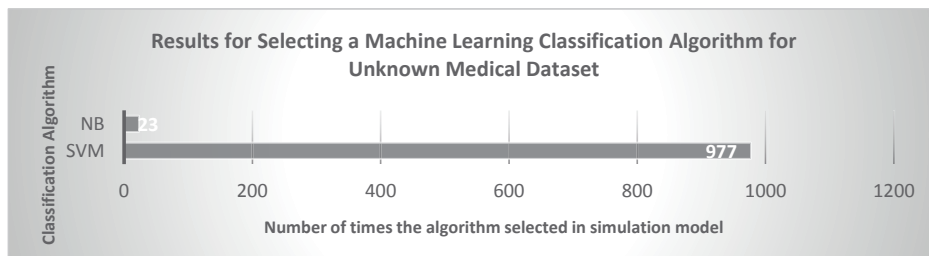 Results for Selecting a Machine Learning Classification Algorithm for
Unknown Medical Dataset
Classification Algorithm
NB
23
SVM
977
0 200 400 600 800 1000 1200
Number of times the algorithm selected in simulation model